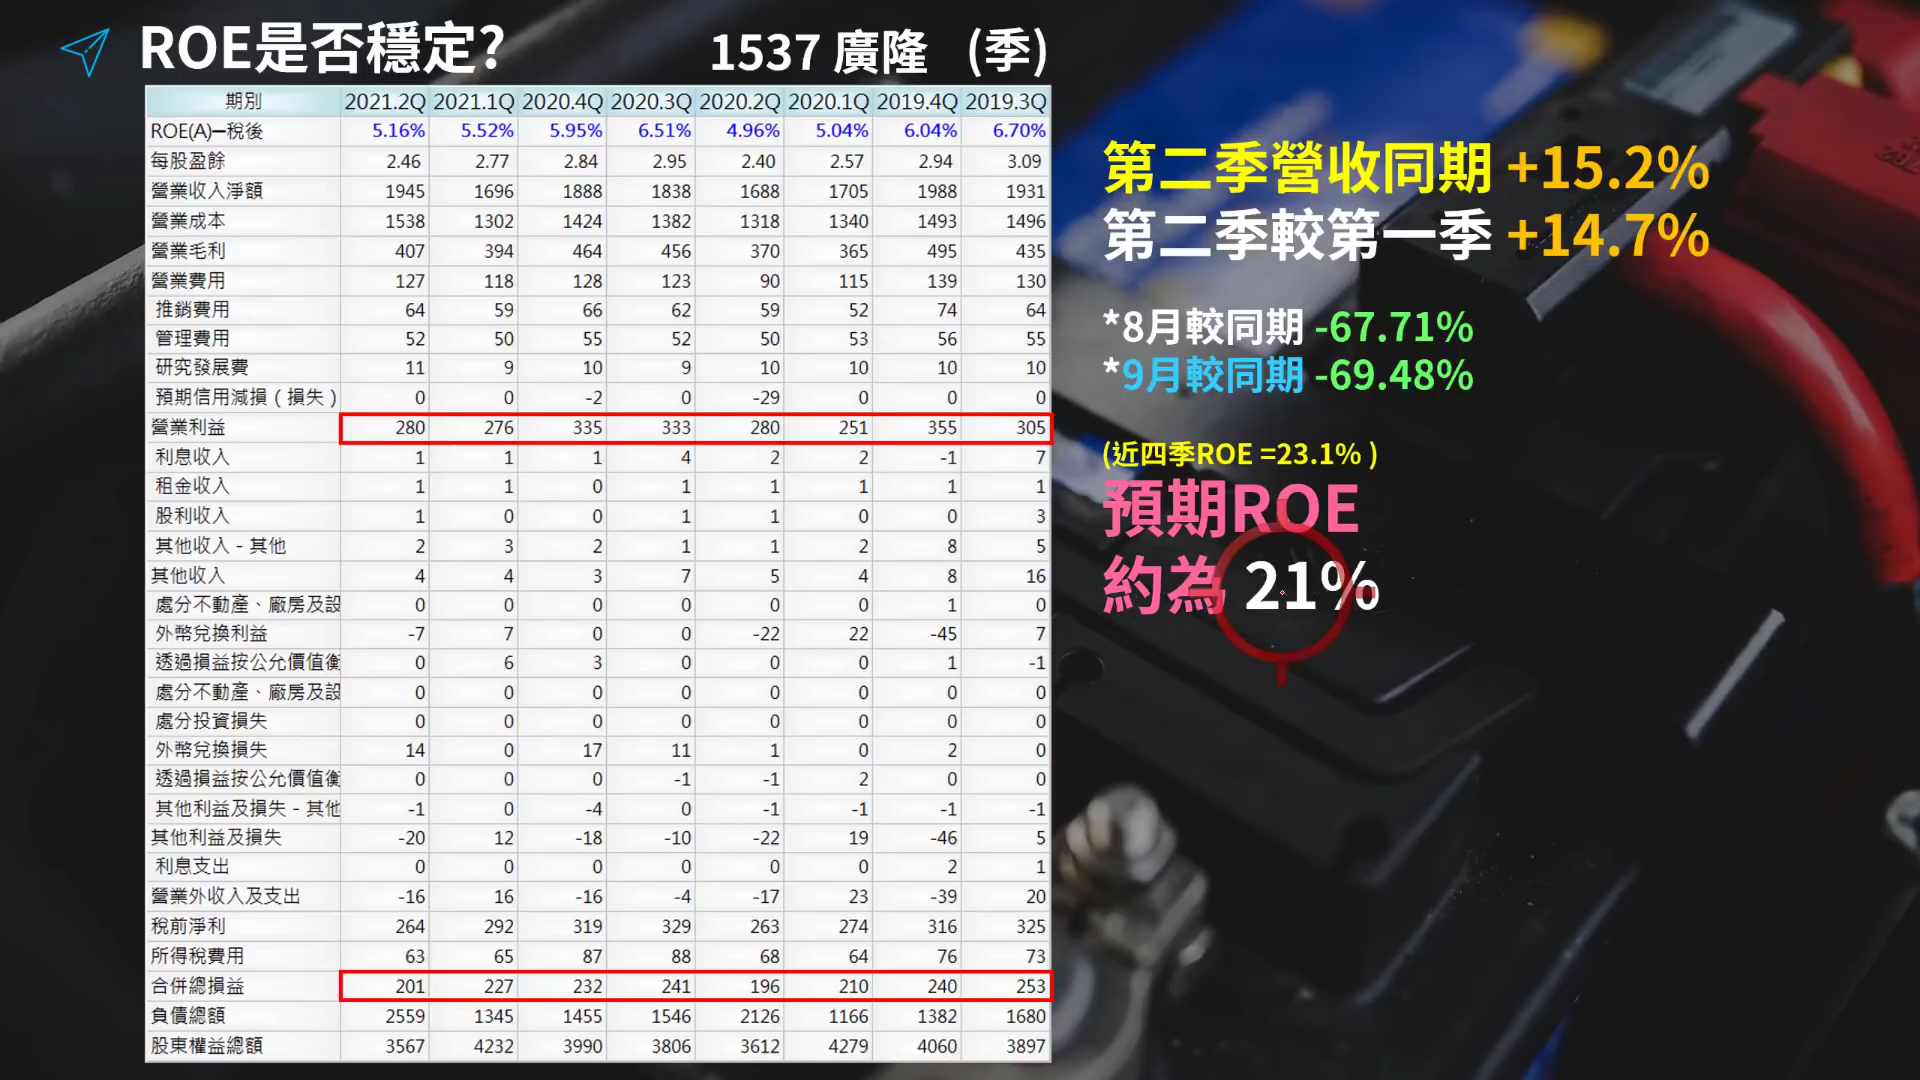 ROE是否穩定?
1537 廣隆 (季)
期別 2021.2Q 2021.1Q 2020.4Q 2020.3Q 2020.2Q 2020.1Q 2019.4Q 2019.3Q
ROE(A)─稅後 5.16% 5.52% 5.95% 6.51% 4.96% 5.04% 6.04% 6.70%
每股盈餘 2.46 2.77 2.84 2.95 2.40 2.57 2.94 3.09
營業收入淨額 1945 1696 1888 1838 1688 1705 1988 1931
營業成本 1538 1302 1424 1382 1318 1340 1493 1496
營業毛利 407 394 464 456 370 365 495 435
營業費用 127 118 128 123 90 115 139 130
推銷費用 64 59 66 62 59 52 74 64
管理費用 52 50 55 52 50 53 56 55
研究發展費 11 9 10 9 10 10 10 10
預期信用減損（損失） 0 0 -2 0 -29 0 0 0
營業利益 280 276 335 333 280 251 355 305
利息收入 1 1 1 4 2 2 -1 7
租金收入 1 1 0 1 1 1 1 1
股利收入 1 0 0 1 1 0 0 3
其他收入－其他 2 3 2 1 1 2 8 5
其他收入 4 4 3 7 5 4 8 16
處分不動產、廠房及設 0 0 0 0 0 0 1 0
外幣兌換利益 -7 7 0 0 -22 22 -45 7
透過損益按公允價值衡 0 6 3 0 0 0 1 -1
處分不動產、廠房及設 0 0 0 0 0 0 0 0
處分投資損失 0 0 0 0 0 0 0 0
外幣兌換損失 14 0 17 11 1 0 2 0
透過損益按公允價值衡 0 0 0 -1 -1 2 0 0
其他利益及損失－其他 -1 0 -4 0 -1 -1 -1 -1
其他利益及損失 -20 12 -18 -10 -22 19 -46 5
利息支出 0 0 0 0 0 0 2 1
營業外收入及支出 -16 16 -16 -4 -17 23 -39 20
稅前淨利 264 292 319 329 263 274 316 325
所得稅費用 63 65 87 88 68 64 76 73
合併總損益 201 227 232 241 196 210 240 253
負債總額 2559 1345 1455 1546 2126 1166 1382 1680
股東權益總額 3567 4232 3990 3806 3612 4279 4060 3897
第二季營收同期 +15.2%
第二季較第一季 +14.7%
*8月較同期 -67.71%
*9月較同期 -69.48%
(近四季ROE =23.1% )
預期ROE
約為 21%